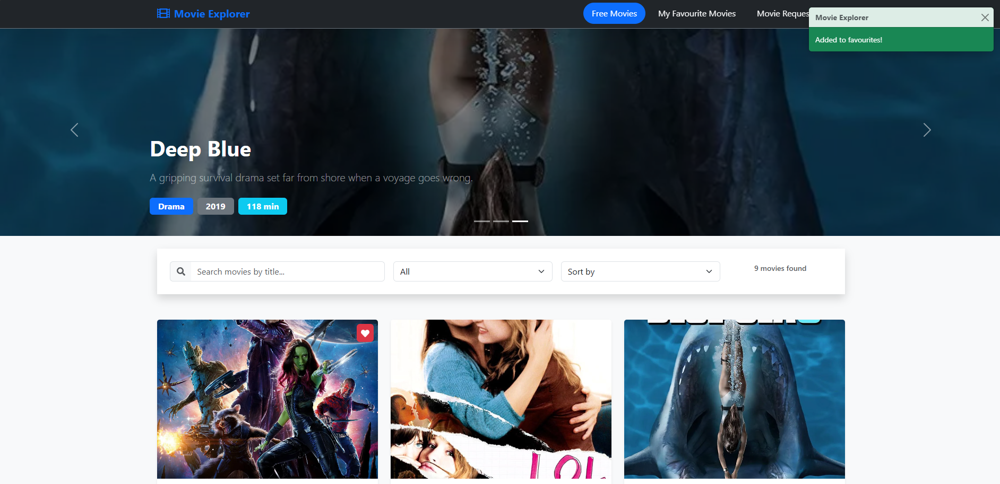 Movie Explorer
Free Movies
My Favourite Movies
Movie Reques
Movie Explorer
Added to favourites!
Deep Blue
A gripping survival drama set far from shore when a voyage goes wrong.
Drama
2019
118 min
Search movies by title...
All
Sort by
9 movies found
LOL